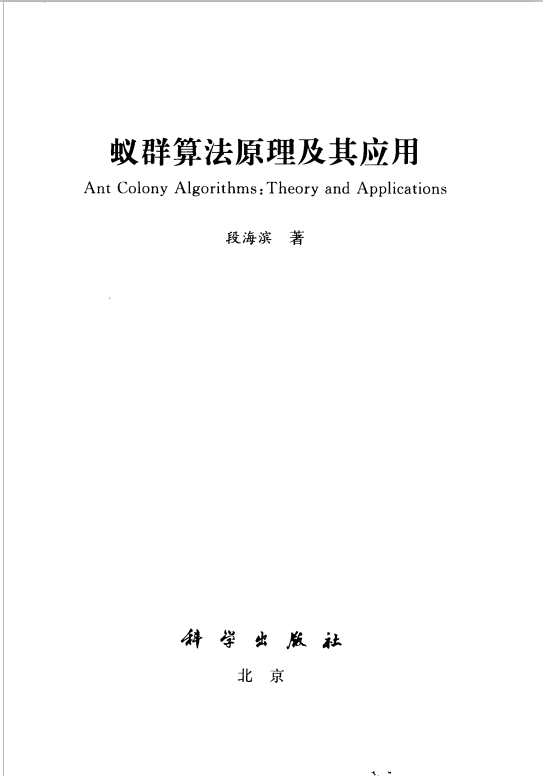 蚁群算法原理及其应用
Ant Colony Algorithms: Theory and Applications
段海滨 著
科学出版社
北京